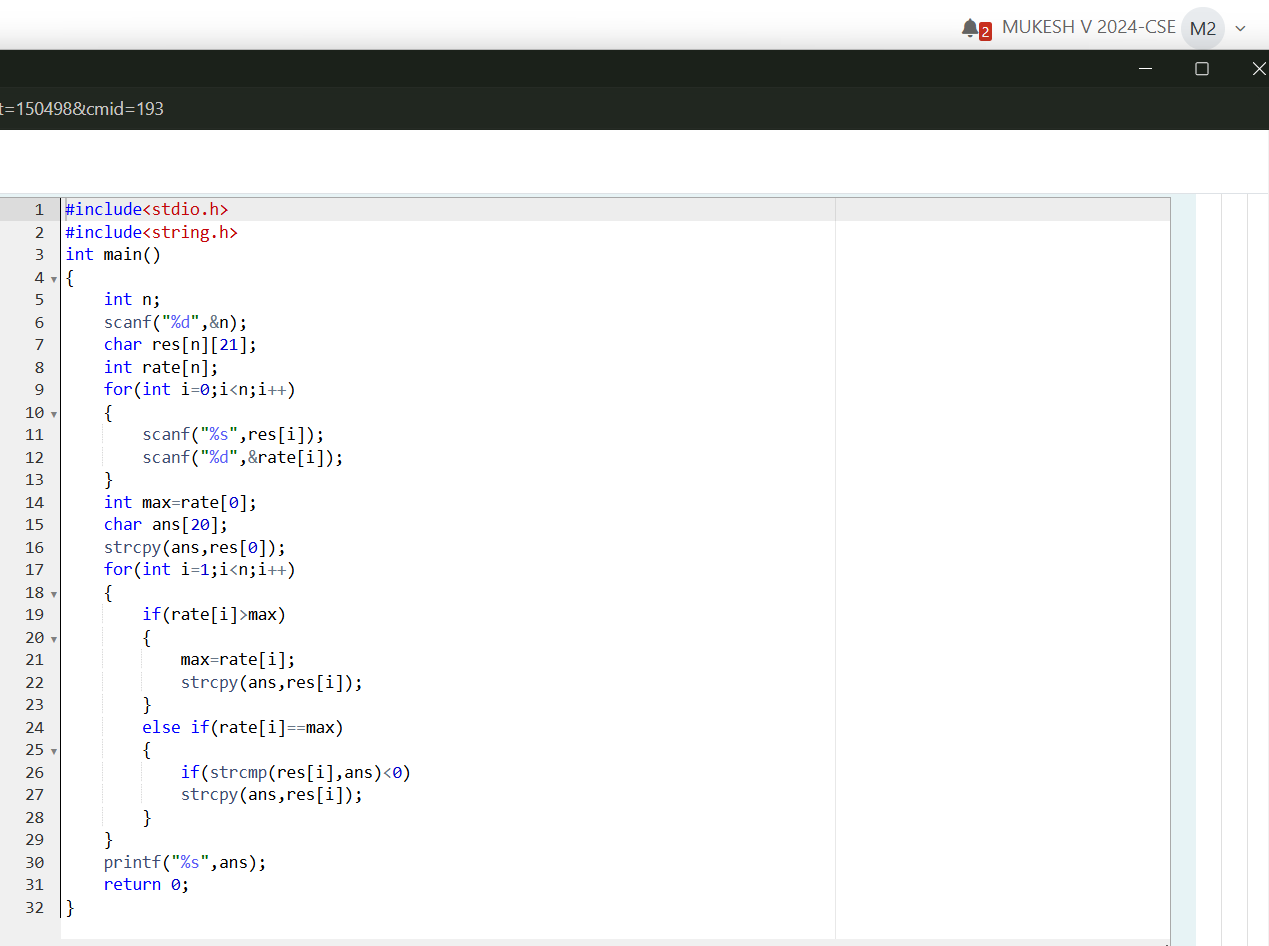 2 MUKESH V 2024-CSE M2
t=150498&cmid=193
1 #include<stdio.h>
2 #include<string.h>
3 int main()
4 {
5     int n;
6     scanf("%d",&n);
7     char res[n][21];
8     int rate[n];
9     for(int i=0;i<n;i++)
10     {
11         scanf("%s",res[i]);
12         scanf("%d",&rate[i]);
13     }
14     int max=rate[0];
15     char ans[20];
16     strcpy(ans,res[0]);
17     for(int i=1;i<n;i++)
18     {
19         if(rate[i]>max)
20         {
21             max=rate[i];
22             strcpy(ans,res[i]);
23         }
24         else if(rate[i]==max)
25         {
26             if(strcmp(res[i],ans)<0)
27             strcpy(ans,res[i]);
28         }
29     }
30     printf("%s",ans);
31     return 0;
32 }